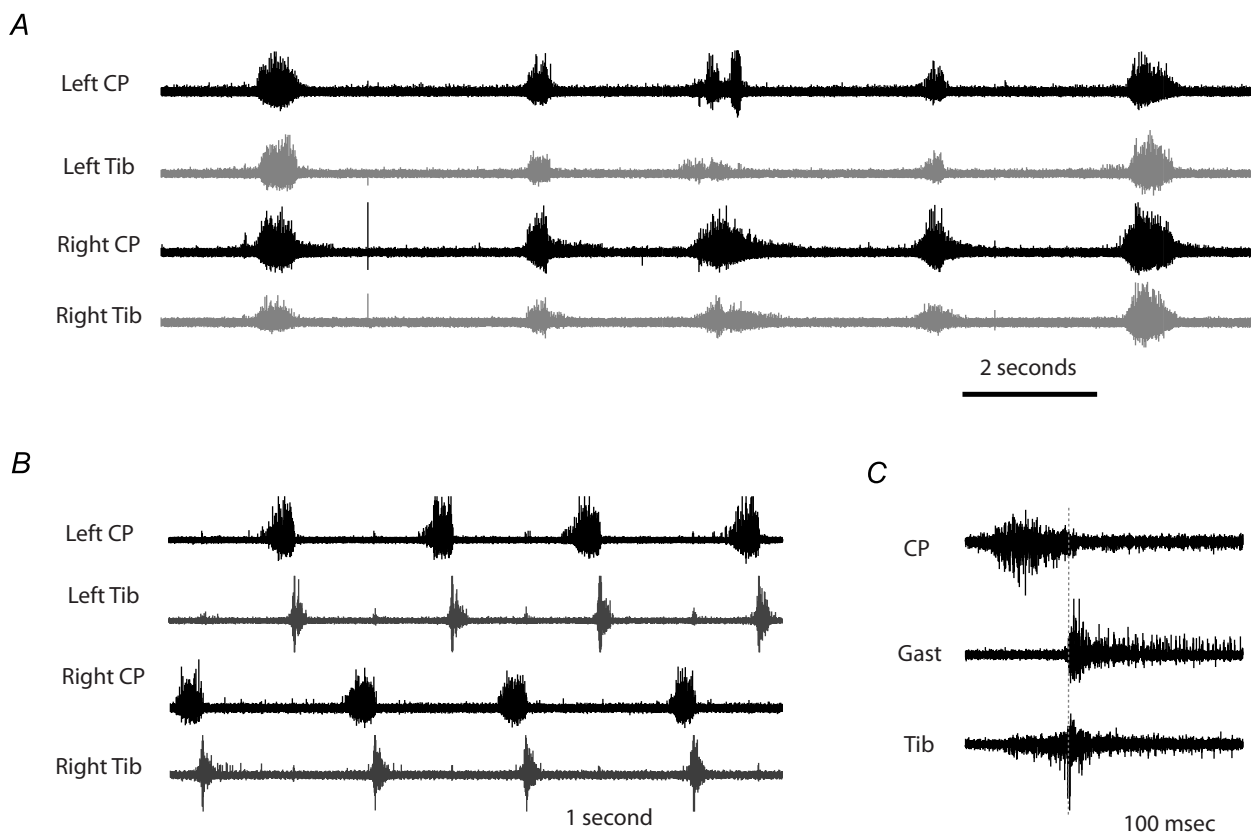 A
Left CP
Left Tib
Right CP
Right Tib
2 seconds
B
Left CP
Left Tib
Right CP
Right Tib
1 second
C
CP
Gast
Tib
100 msec